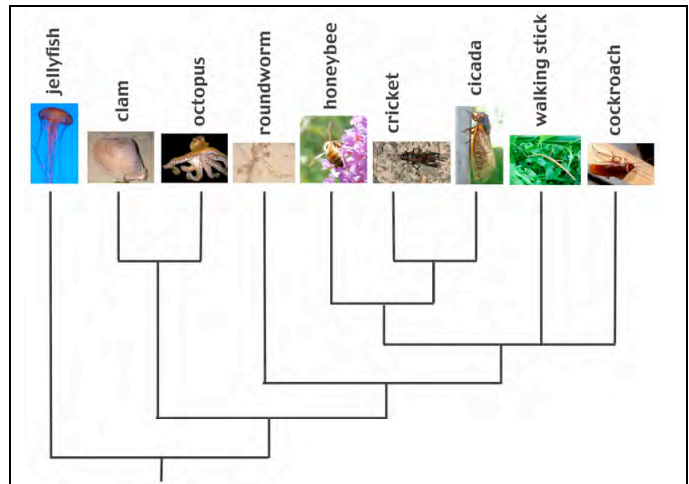 jellyfish
clam
octopus
roundworm
honeybee
cricket
cicada
walking stick
cockroach